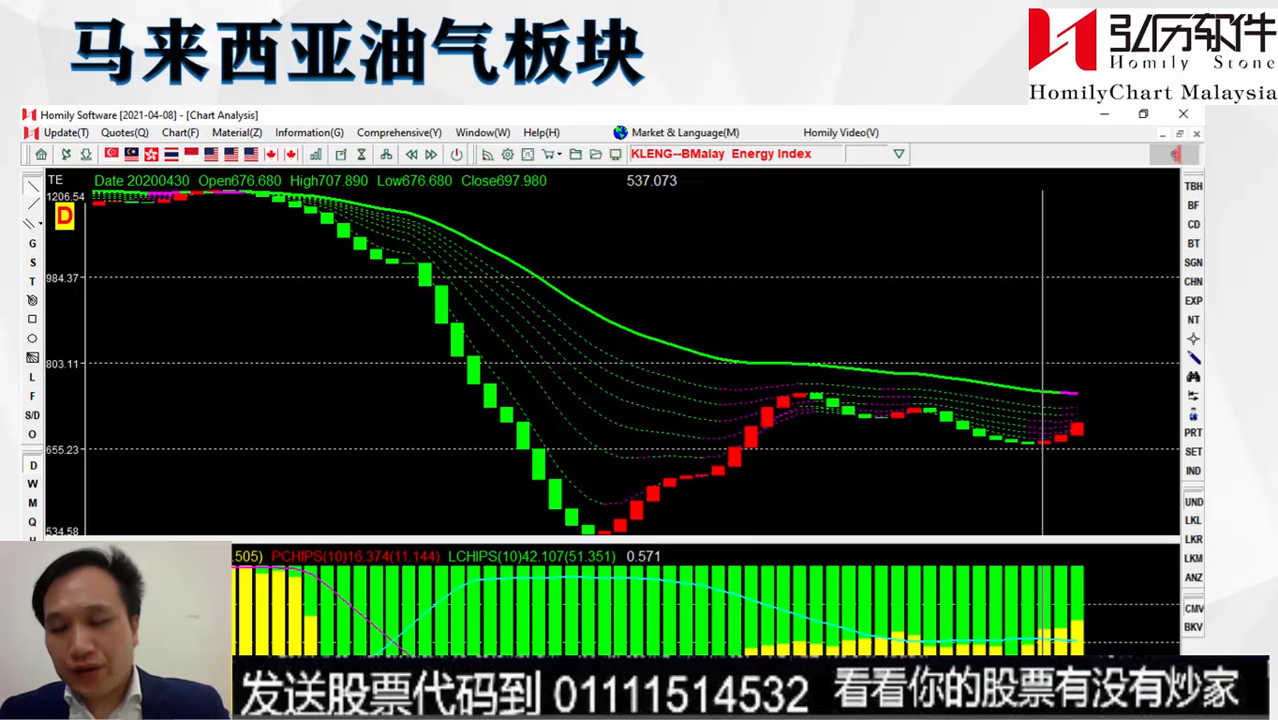 马来西亚油气板块
弘历软件
Homily Stone
HomilyChart Malaysia
Homily Software [2021-04-08] - [Chart Analysis]
Update(T) Quotes(Q) Chart(F) Material(Z) Information(G) Comprehensive(Y) Window(W) Help(H) Market & Language(M) Homily Video(V)
KLENG--BMalay Energy Index
TE Date 20200430 Open676.680 High707.890 Low676.680 Close697.980 537.073
1206.54
D
984.37
803.11
655.23
534.58
G
S
T
L
F
S/D
O
D
W
M
Q
H
TBH
BF
CD
BT
SGN
CHN
EXP
NT
PRT
SET
IND
UND
LKL
LKR
LKM
ANZ
CMV
BKV
.505) PCHIPS(10)16.374(11.144) LCHIPS(10)42.107(51.351) 0.571
发送股票代码到 01111514532 看看你的股票有没有炒家